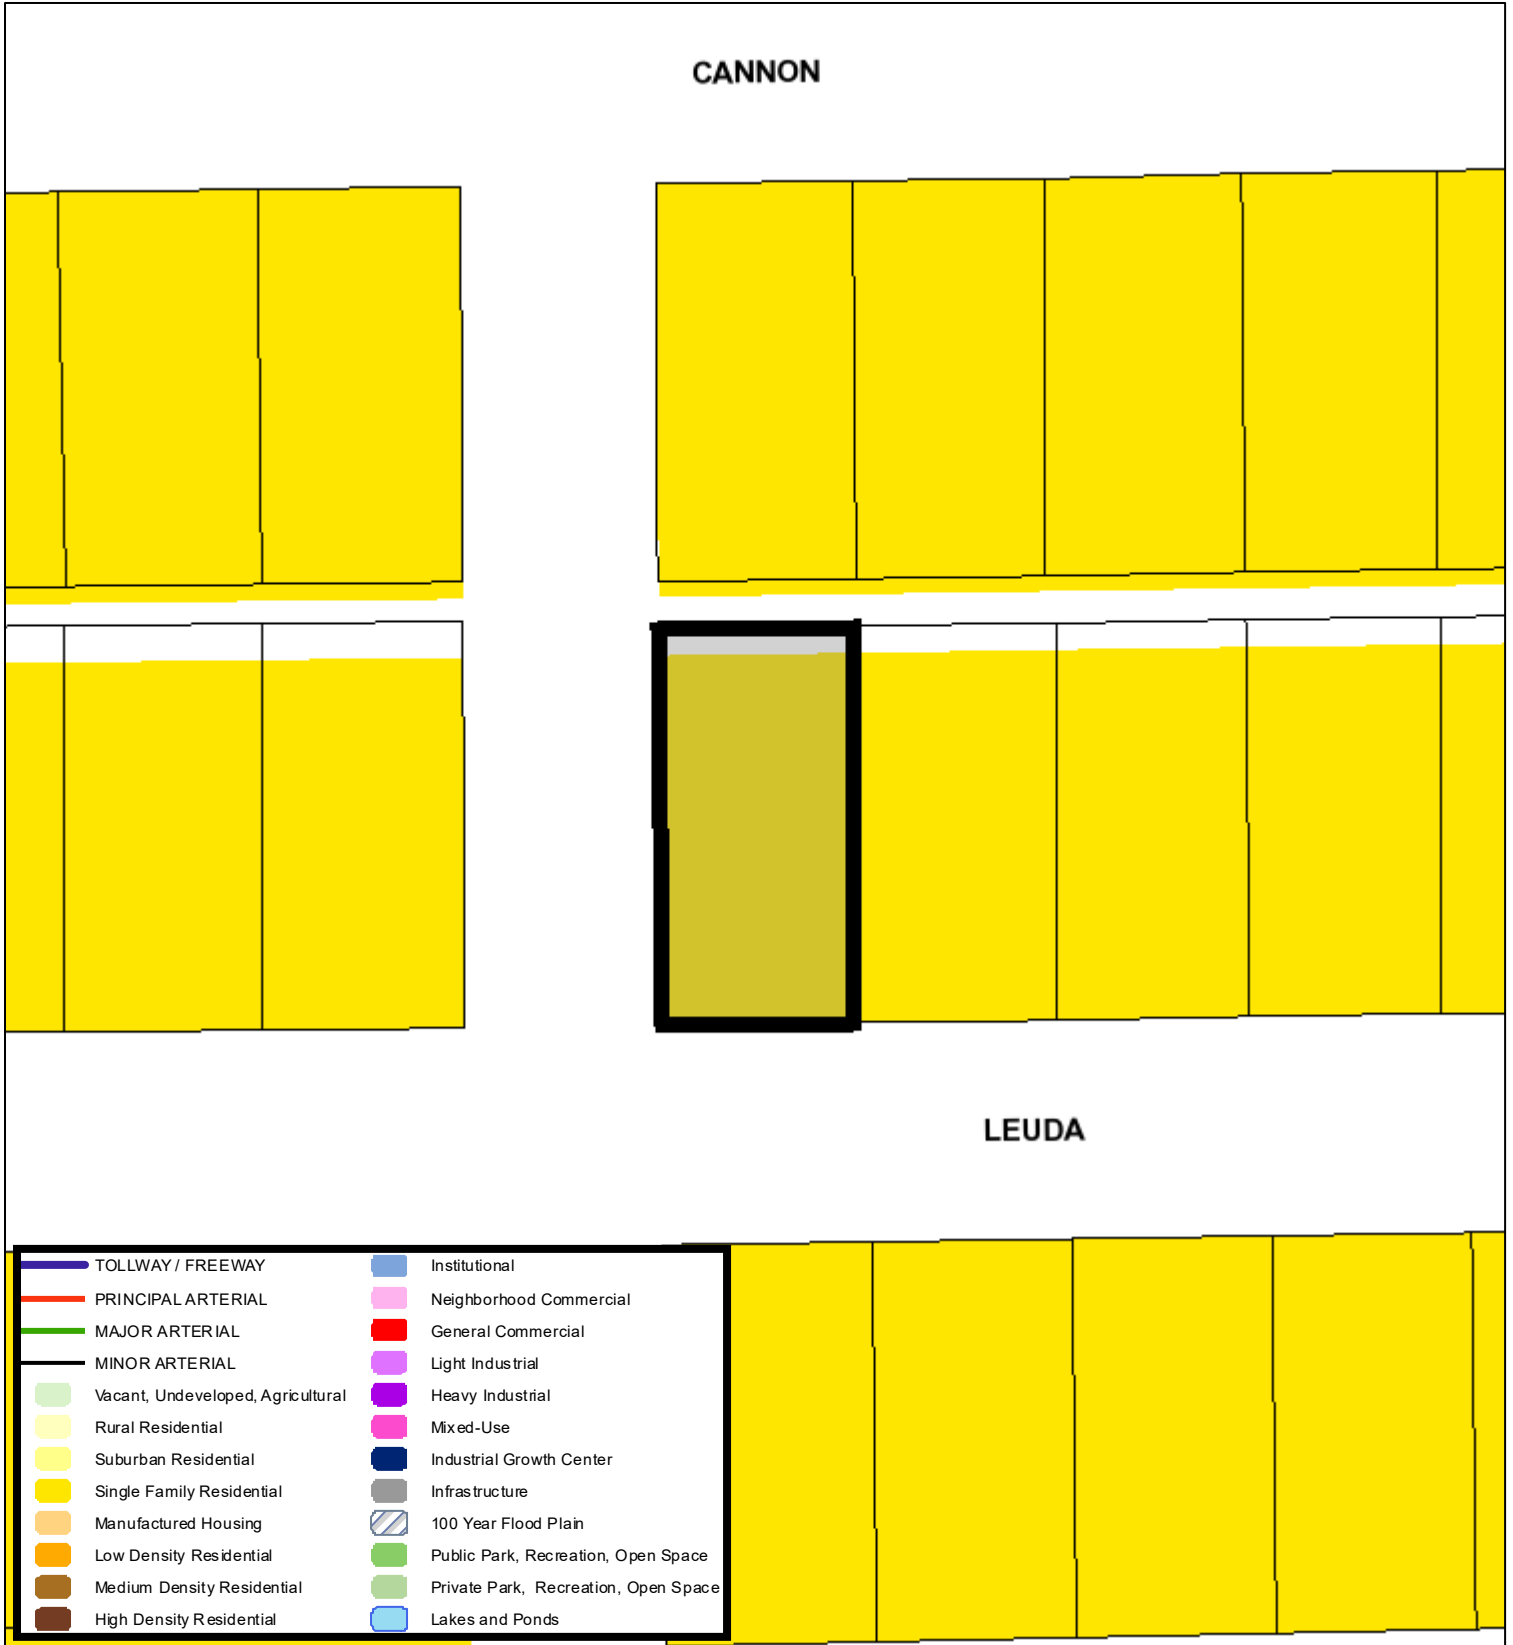 CANNON
LEUDA
TOLLWAY / FREEWAY
PRINCIPAL ARTERIAL
MAJOR ARTERIAL
MINOR ARTERIAL
Vacant, Undeveloped, Agricultural
Rural Residential
Suburban Residential
Single Family Residential
Manufactured Housing
Low Density Residential
Medium Density Residential
High Density Residential
Institutional
Neighborhood Commercial
General Commercial
Light Industrial
Heavy Industrial
Mixed-Use
Industrial Growth Center
Infrastructure
100 Year Flood Plain
Public Park, Recreation, Open Space
Private Park, Recreation, Open Space
Lakes and Ponds